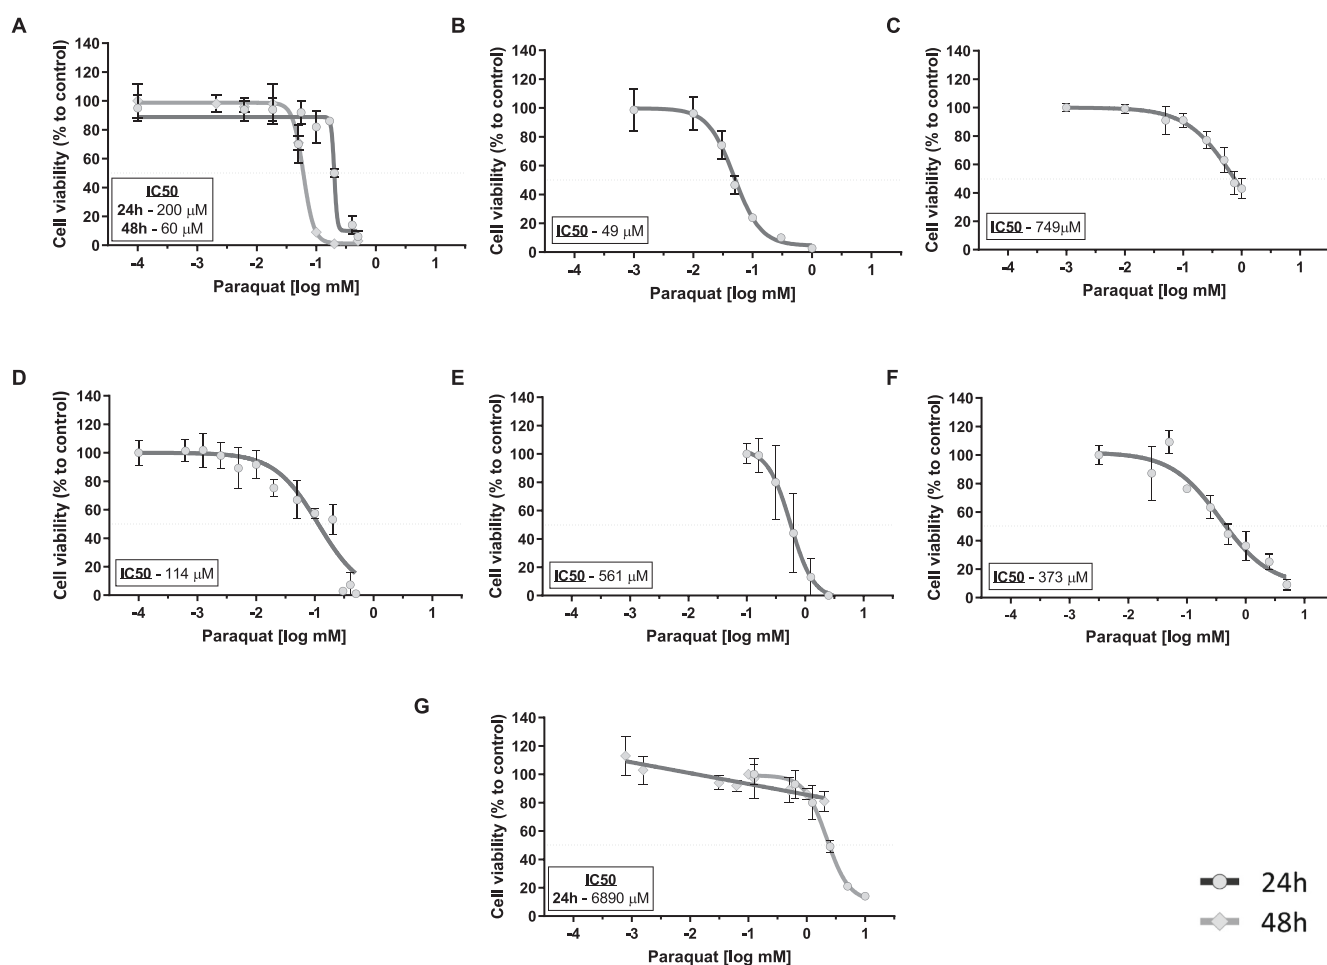 A
Cell viability (% to control)
140
120
100
80
60
40
20
0
IC50
24h - 200 μM
48h - 60 μM
-4 -3 -2 -1 0 1
Paraquat [log mM]
B
Cell viability (% to control)
140
120
100
80
60
40
20
0
IC50 - 49 μM
-4 -3 -2 -1 0 1
Paraquat [log mM]
C
Cell viability (% to control)
140
120
100
80
60
40
20
0
IC50 - 749μM
-4 -3 -2 -1 0 1
Paraquat [log mM]
D
Cell viability (% to control)
140
120
100
80
60
40
20
0
IC50 - 114 μM
-4 -3 -2 -1 0 1
Paraquat [log mM]
E
Cell viability (% to control)
140
120
100
80
60
40
20
0
IC50 - 561 μM
-4 -3 -2 -1 0 1
Paraquat [log mM]
F
Cell viability (% to control)
140
120
100
80
60
40
20
0
IC50 - 373 μM
-4 -3 -2 -1 0 1
Paraquat [log mM]
G
Cell viability (% to control)
140
120
100
80
60
40
20
0
IC50
24h - 6890 μM
-4 -3 -2 -1 0 1
Paraquat [log mM]
24h
48h